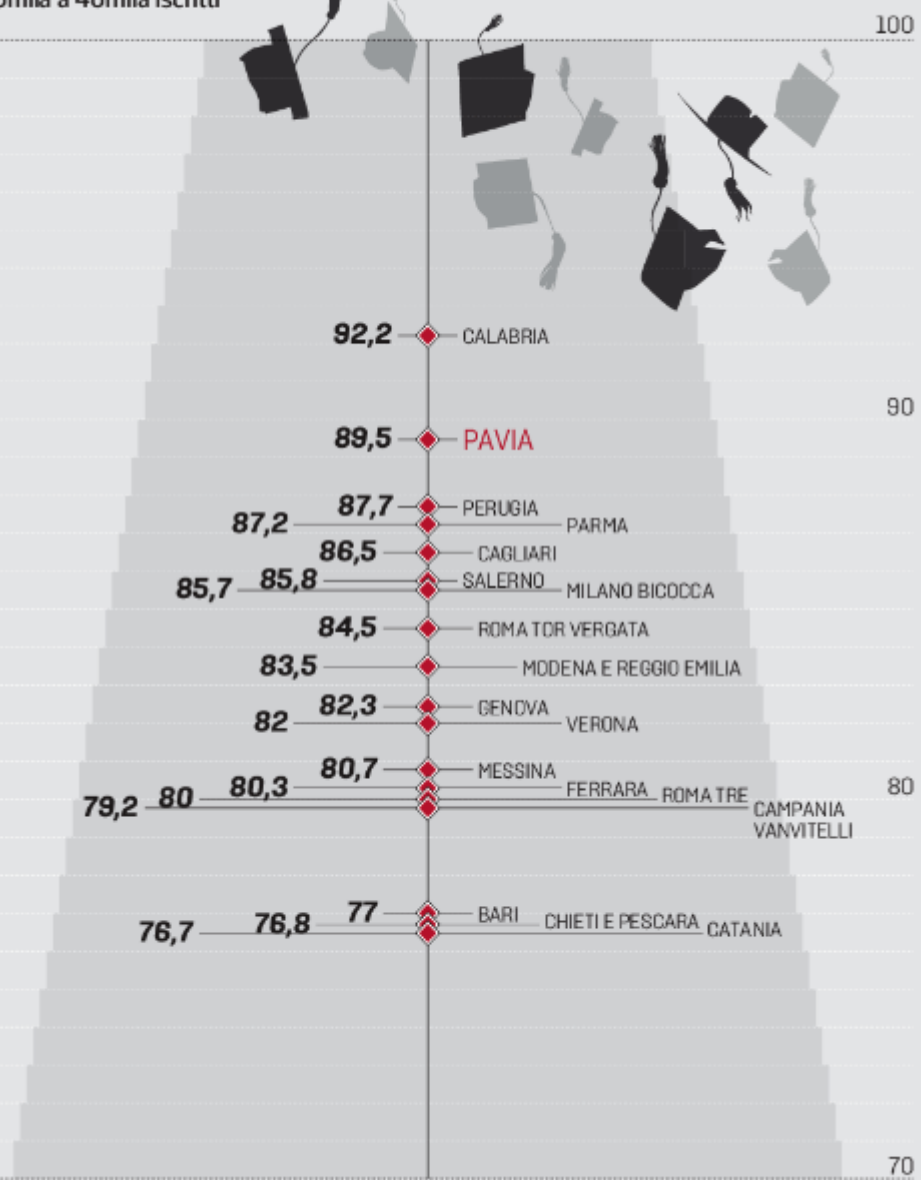 a 40mila iscritti
100
92,2 CALABRIA
90
89,5 PAVIA
87,7 PERUGIA
87,2 PARMA
86,5 CAGLIARI
85,8 SALERNO
85,7 MILANO BICOCCA
84,5 ROMA TOR VERGATA
83,5 MODENA E REGGIO EMILIA
82,3 GENOVA
82 VERONA
80,7 MESSINA
80
80,3 FERRARA
80 ROMA TRE
79,2 CAMPANIA
VANVITELLI
77 BARI
76,8 CHIETI E PESCARA
76,7 CATANIA
70